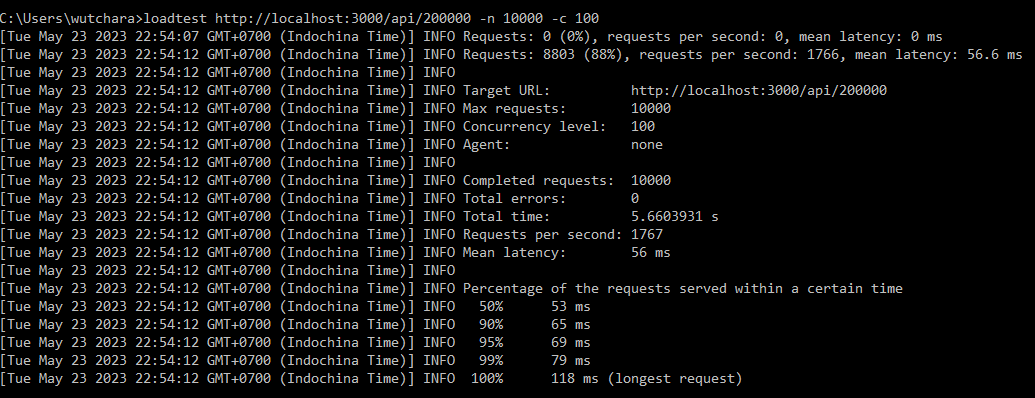 C:\Users\wutchara>loadtest http://localhost:3000/api/200000 -n 10000 -c 100
[Tue May 23 2023 22:54:07 GMT+0700 (Indochina Time)] INFO Requests: 0 (0%), requests per second: 0, mean latency: 0 ms
[Tue May 23 2023 22:54:12 GMT+0700 (Indochina Time)] INFO Requests: 8803 (88%), requests per second: 1766, mean latency: 56.6 ms
[Tue May 23 2023 22:54:12 GMT+0700 (Indochina Time)] INFO
[Tue May 23 2023 22:54:12 GMT+0700 (Indochina Time)] INFO Target URL:          http://localhost:3000/api/200000
[Tue May 23 2023 22:54:12 GMT+0700 (Indochina Time)] INFO Max requests:        10000
[Tue May 23 2023 22:54:12 GMT+0700 (Indochina Time)] INFO Concurrency level:   100
[Tue May 23 2023 22:54:12 GMT+0700 (Indochina Time)] INFO Agent:               none
[Tue May 23 2023 22:54:12 GMT+0700 (Indochina Time)] INFO
[Tue May 23 2023 22:54:12 GMT+0700 (Indochina Time)] INFO Completed requests:  10000
[Tue May 23 2023 22:54:12 GMT+0700 (Indochina Time)] INFO Total errors:        0
[Tue May 23 2023 22:54:12 GMT+0700 (Indochina Time)] INFO Total time:          5.6603931 s
[Tue May 23 2023 22:54:12 GMT+0700 (Indochina Time)] INFO Requests per second: 1767
[Tue May 23 2023 22:54:12 GMT+0700 (Indochina Time)] INFO Mean latency:        56 ms
[Tue May 23 2023 22:54:12 GMT+0700 (Indochina Time)] INFO
[Tue May 23 2023 22:54:12 GMT+0700 (Indochina Time)] INFO Percentage of the requests served within a certain time
[Tue May 23 2023 22:54:12 GMT+0700 (Indochina Time)] INFO   50%      53 ms
[Tue May 23 2023 22:54:12 GMT+0700 (Indochina Time)] INFO   90%      65 ms
[Tue May 23 2023 22:54:12 GMT+0700 (Indochina Time)] INFO   95%      69 ms
[Tue May 23 2023 22:54:12 GMT+0700 (Indochina Time)] INFO   99%      79 ms
[Tue May 23 2023 22:54:12 GMT+0700 (Indochina Time)] INFO  100%      118 ms (longest request)